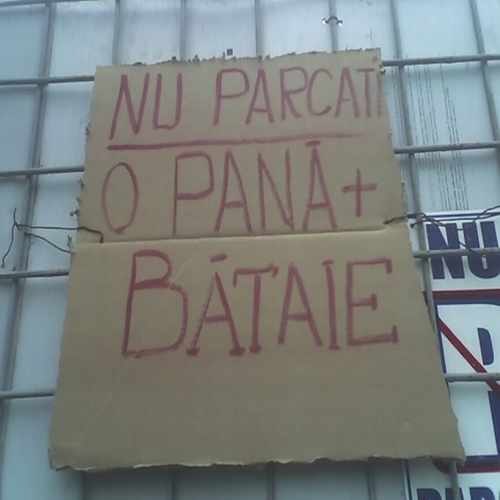 NU PARCATI
O PANĂ +
BĂTAIE
NU